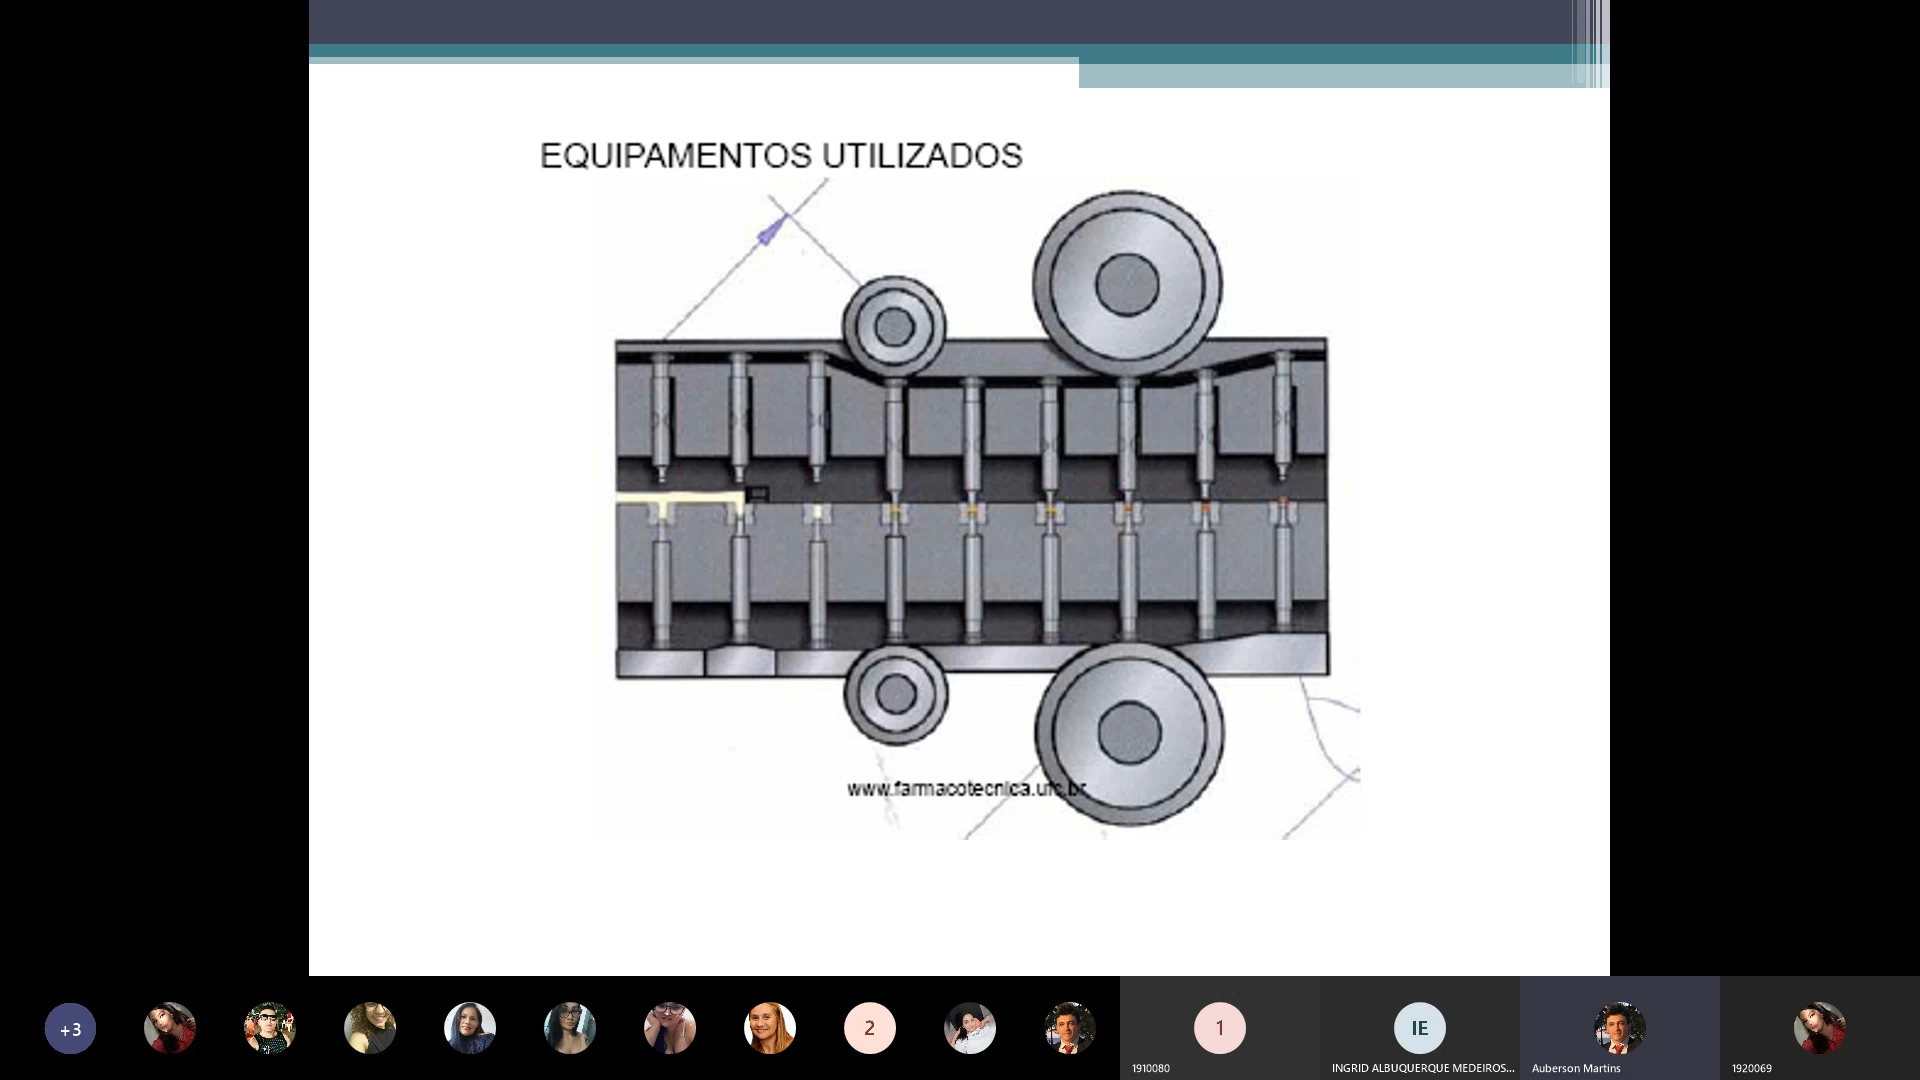 EQUIPAMENTOS UTILIZADOS
www.farmacotecnica.ufc.br
+3
2
1
IE
1910080
INGRID ALBUQUERQUE MEDEIROS...
Auberson Martins
1920069